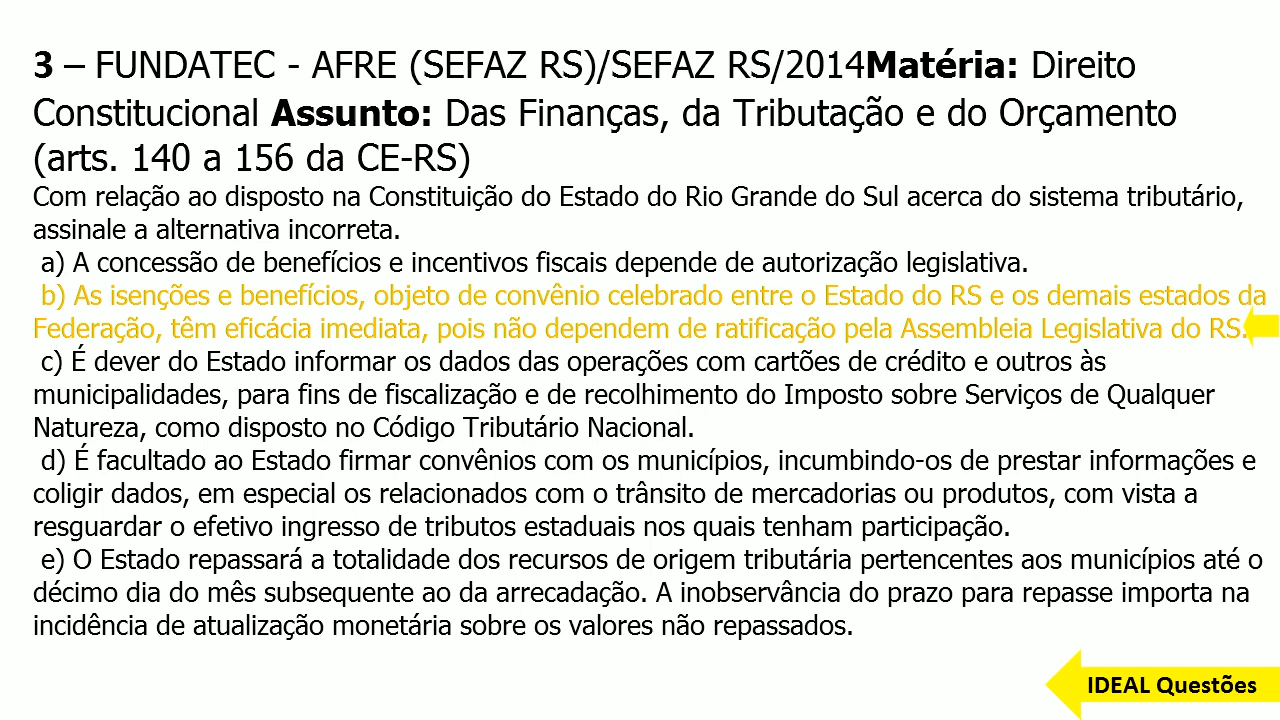 3 – FUNDATEC - AFRE (SEFAZ RS)/SEFAZ RS/2014Matéria: Direito
Constitucional Assunto: Das Finanças, da Tributação e do Orçamento
(arts. 140 a 156 da CE-RS)
Com relação ao disposto na Constituição do Estado do Rio Grande do Sul acerca do sistema tributário,
assinale a alternativa incorreta.
a) A concessão de benefícios e incentivos fiscais depende de autorização legislativa.
b) As isenções e benefícios, objeto de convênio celebrado entre o Estado do RS e os demais estados da
Federação, têm eficácia imediata, pois não dependem de ratificação pela Assembleia Legislativa do RS.
c) É dever do Estado informar os dados das operações com cartões de crédito e outros às
municipalidades, para fins de fiscalização e de recolhimento do Imposto sobre Serviços de Qualquer
Natureza, como disposto no Código Tributário Nacional.
d) É facultado ao Estado firmar convênios com os municípios, incumbindo-os de prestar informações e
coligir dados, em especial os relacionados com o trânsito de mercadorias ou produtos, com vista a
resguardar o efetivo ingresso de tributos estaduais nos quais tenham participação.
e) O Estado repassará a totalidade dos recursos de origem tributária pertencentes aos municípios até o
décimo dia do mês subsequente ao da arrecadação. A inobservância do prazo para repasse importa na
incidência de atualização monetária sobre os valores não repassados.
IDEAL Questões